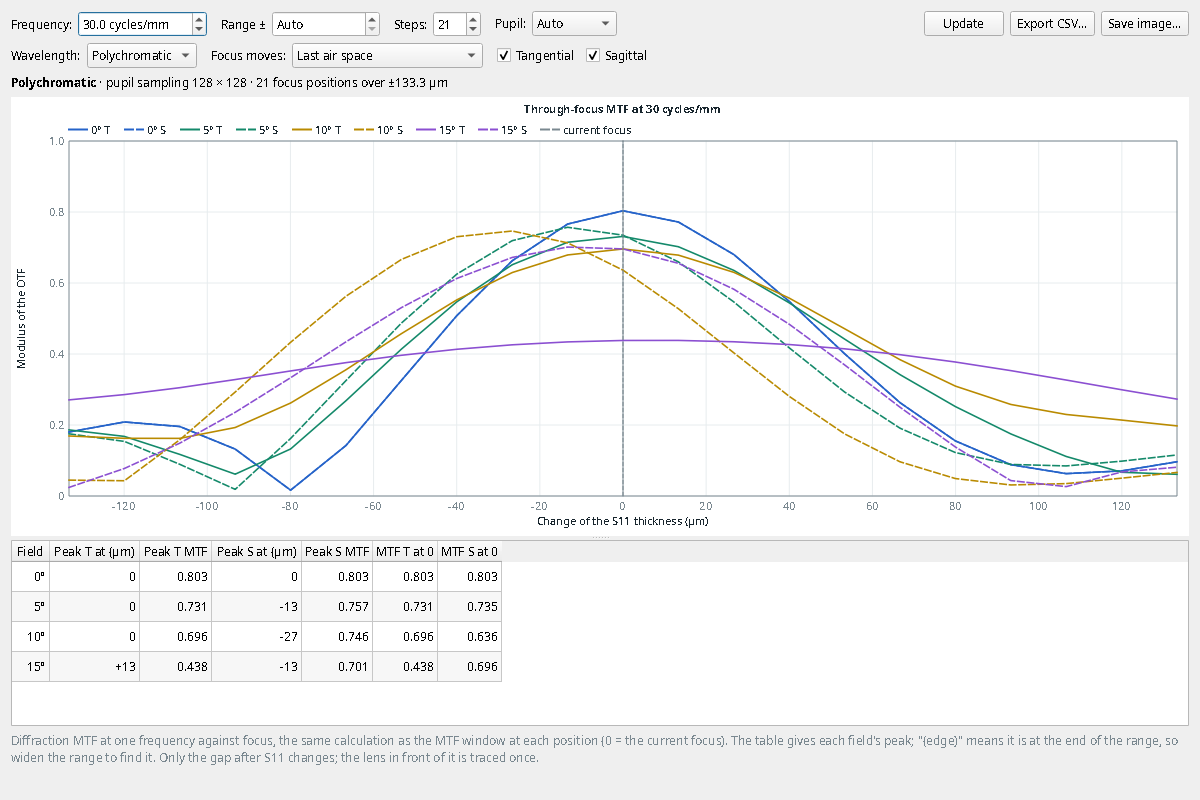 Frequency: 30.0 cycles/mm Range ± Auto Steps: 21 Pupil: Auto Update Export CSV... Save image...
Wavelength: Polychromatic Focus moves: Last air space Tangential Sagittal
Polychromatic · pupil sampling 128 × 128 · 21 focus positions over ±133.3 µm
Through-focus MTF at 30 cycles/mm
0° T 0° S 5° T 5° S 10° T 10° S 15° T 15° S current focus
1.0
0.8
0.6
0.4
0.2
0
Modulus of the OTF
-120 -100 -80 -60 -40 -20 0 20 40 60 80 100 120
Change of the S11 thickness (µm)
Field Peak T at (µm) Peak T MTF Peak S at (µm) Peak S MTF MTF T at 0 MTF S at 0
0° 0 0.803 0 0.803 0.803 0.803
5° 0 0.731 -13 0.757 0.731 0.735
10° 0 0.696 -27 0.746 0.696 0.636
15° +13 0.438 -13 0.701 0.438 0.696
Diffraction MTF at one frequency against focus, the same calculation as the MTF window at each position (0 = the current focus). The table gives each field's peak; "(edge)" means it is at the end of the range, so
widen the range to find it. Only the gap after S11 changes; the lens in front of it is traced once.